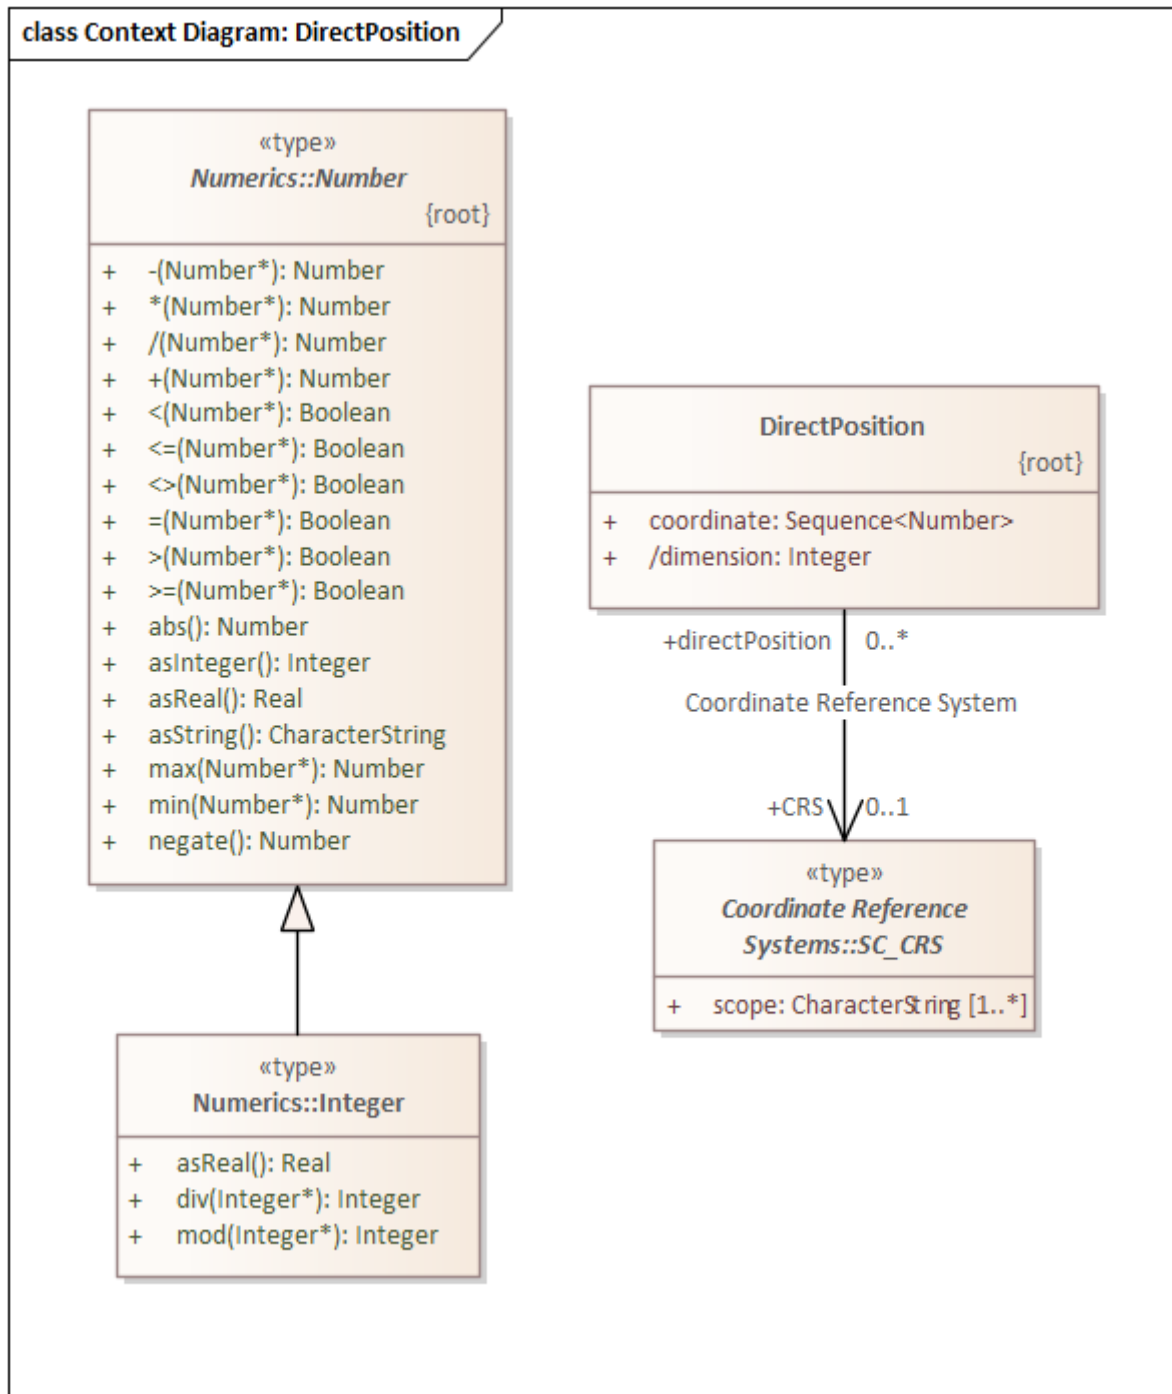 class Context Diagram: DirectPosition
«type»
Numerics::Number
{root}
+ -(Number*): Number
+ *(Number*): Number
+ /(Number*): Number
+ +(Number*): Number
+ <(Number*): Boolean
+ <=(Number*): Boolean
+ <>(Number*): Boolean
+ =(Number*): Boolean
+ >(Number*): Boolean
+ >=(Number*): Boolean
+ abs(): Number
+ asInteger(): Integer
+ asReal(): Real
+ asString(): CharacterString
+ max(Number*): Number
+ min(Number*): Number
+ negate(): Number
«type»
Numerics::Integer
+ asReal(): Real
+ div(Integer*): Integer
+ mod(Integer*): Integer
DirectPosition
{root}
+ coordinate: Sequence<Number>
+ /dimension: Integer
+directPosition 0..*
Coordinate Reference System
+CRS 0..1
«type»
Coordinate Reference
Systems::SC_CRS
+ scope: CharacterString [1..*]